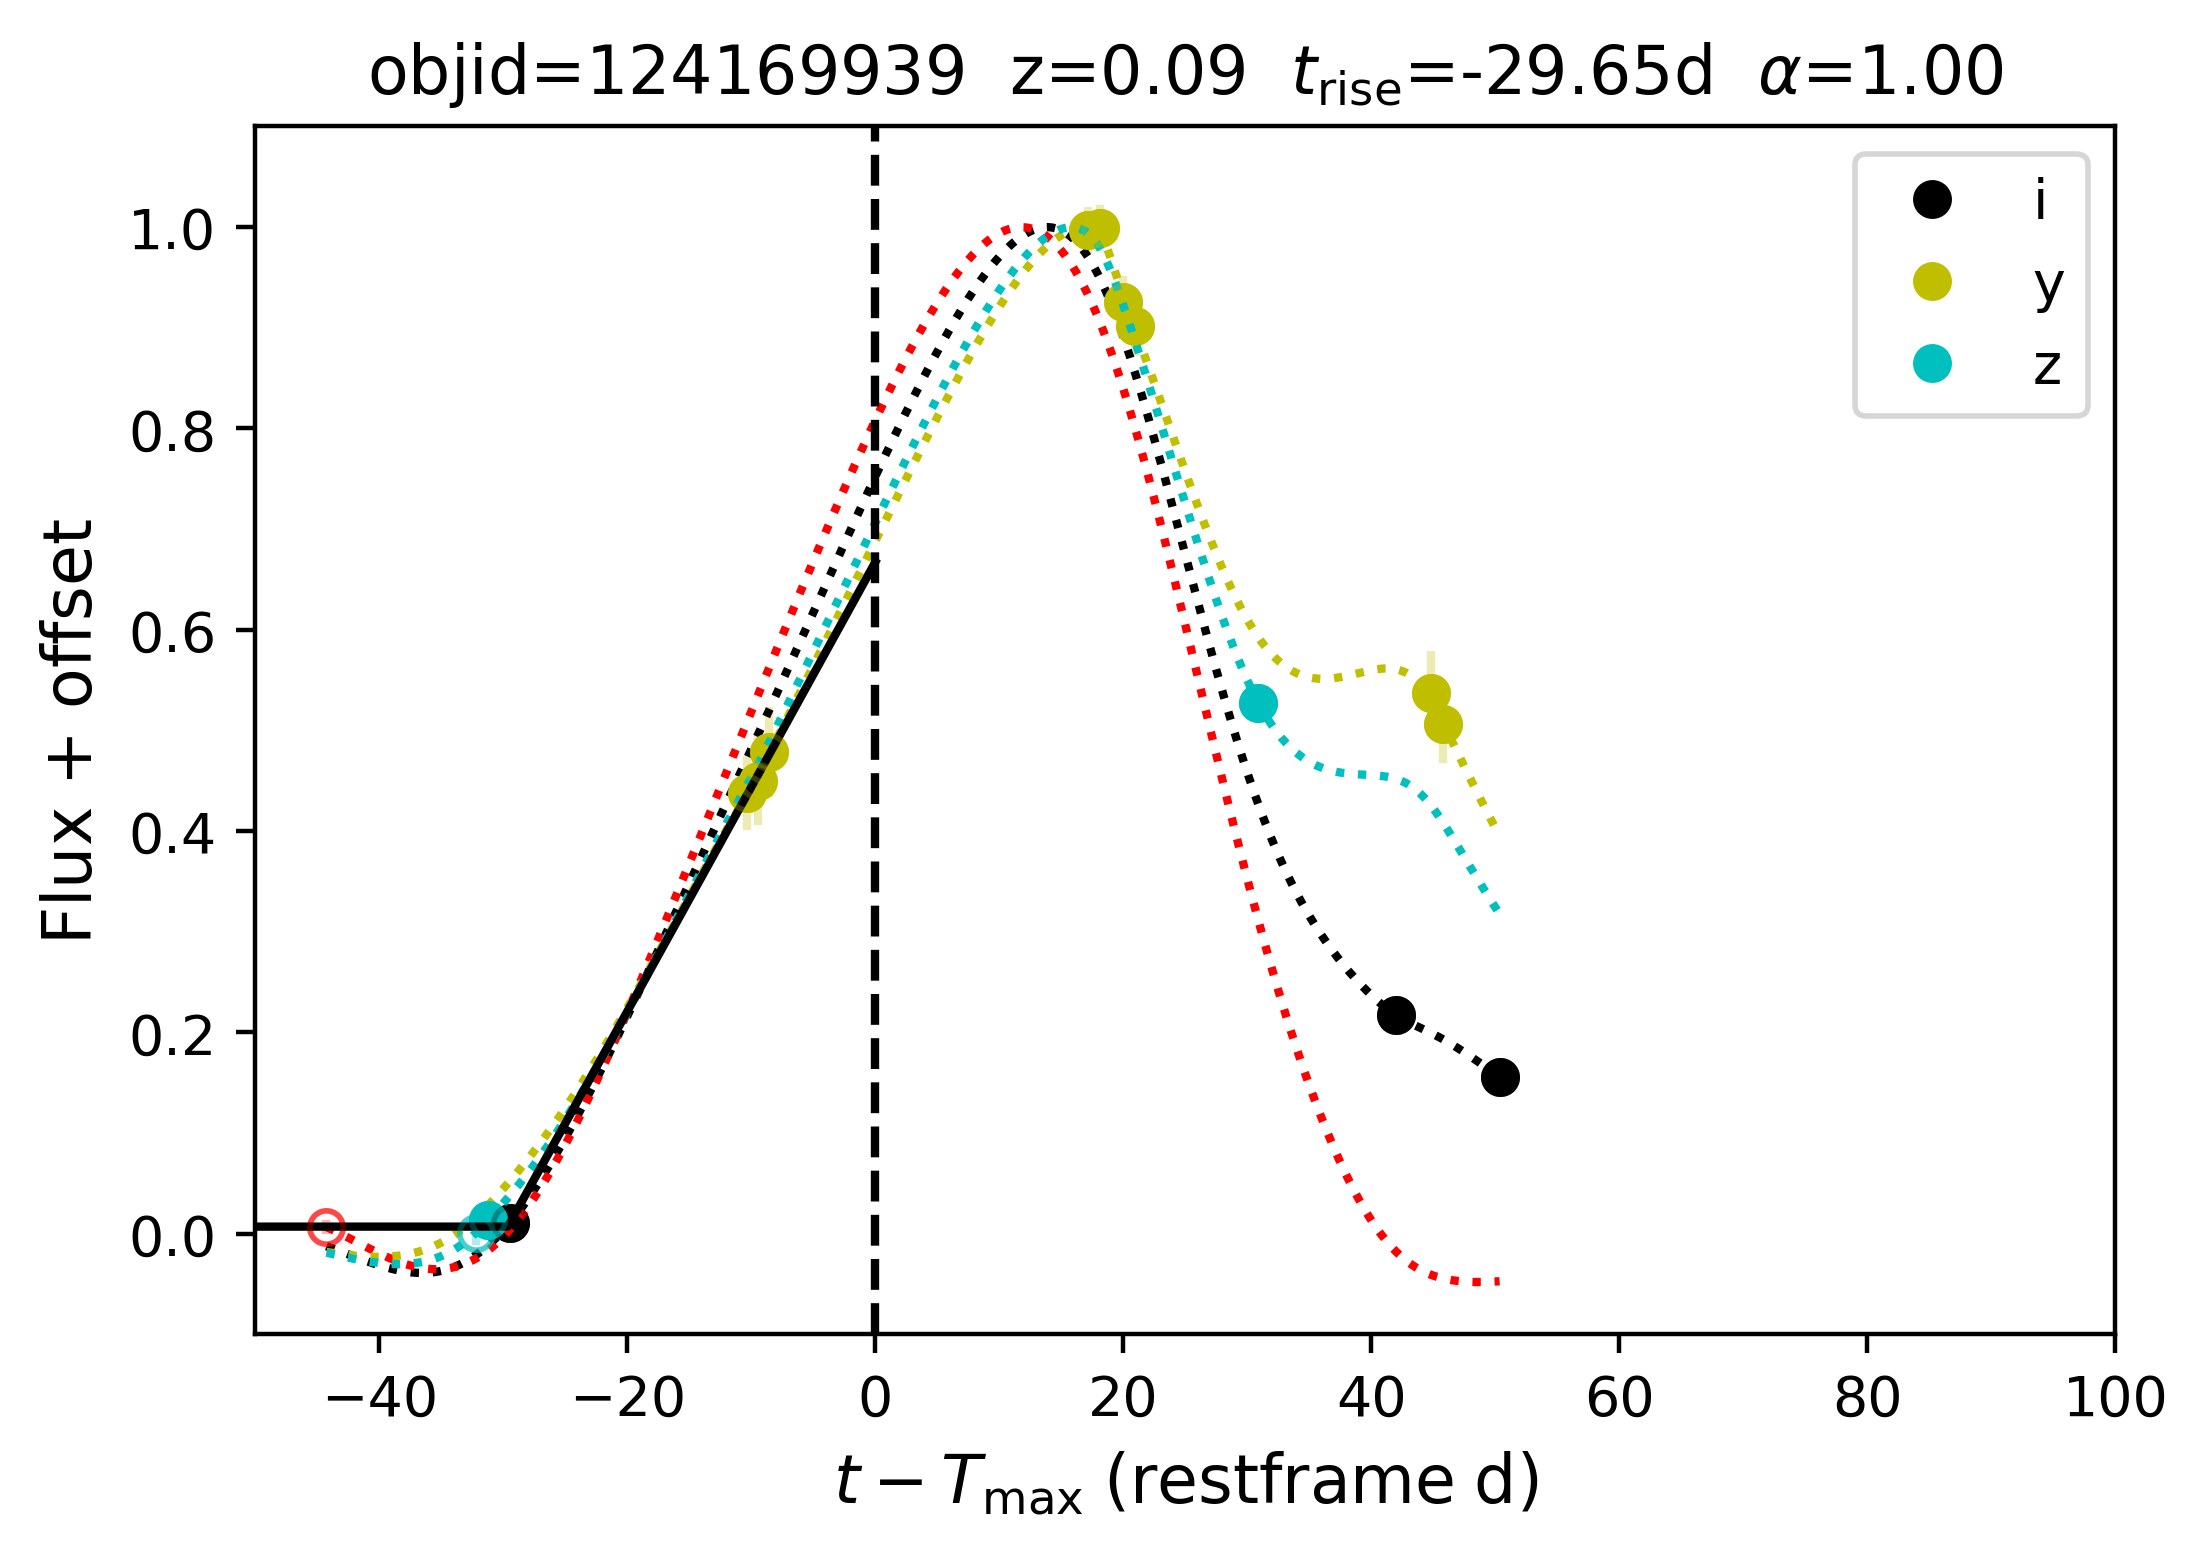 objid=124169939 z=0.09 t_rise=-29.65d α=1.00
i
y
z
1.0
0.8
0.6
0.4
0.2
0.0
Flux + offset
−40 −20 0 20 40 60 80 100
t − T_max (restframe d)